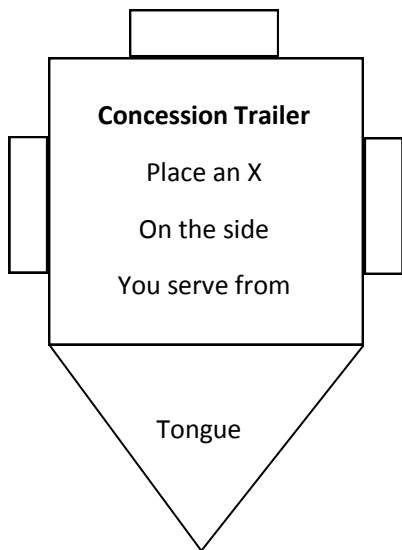 Concession Trailer
Place an X
On the side
You serve from
Tongue